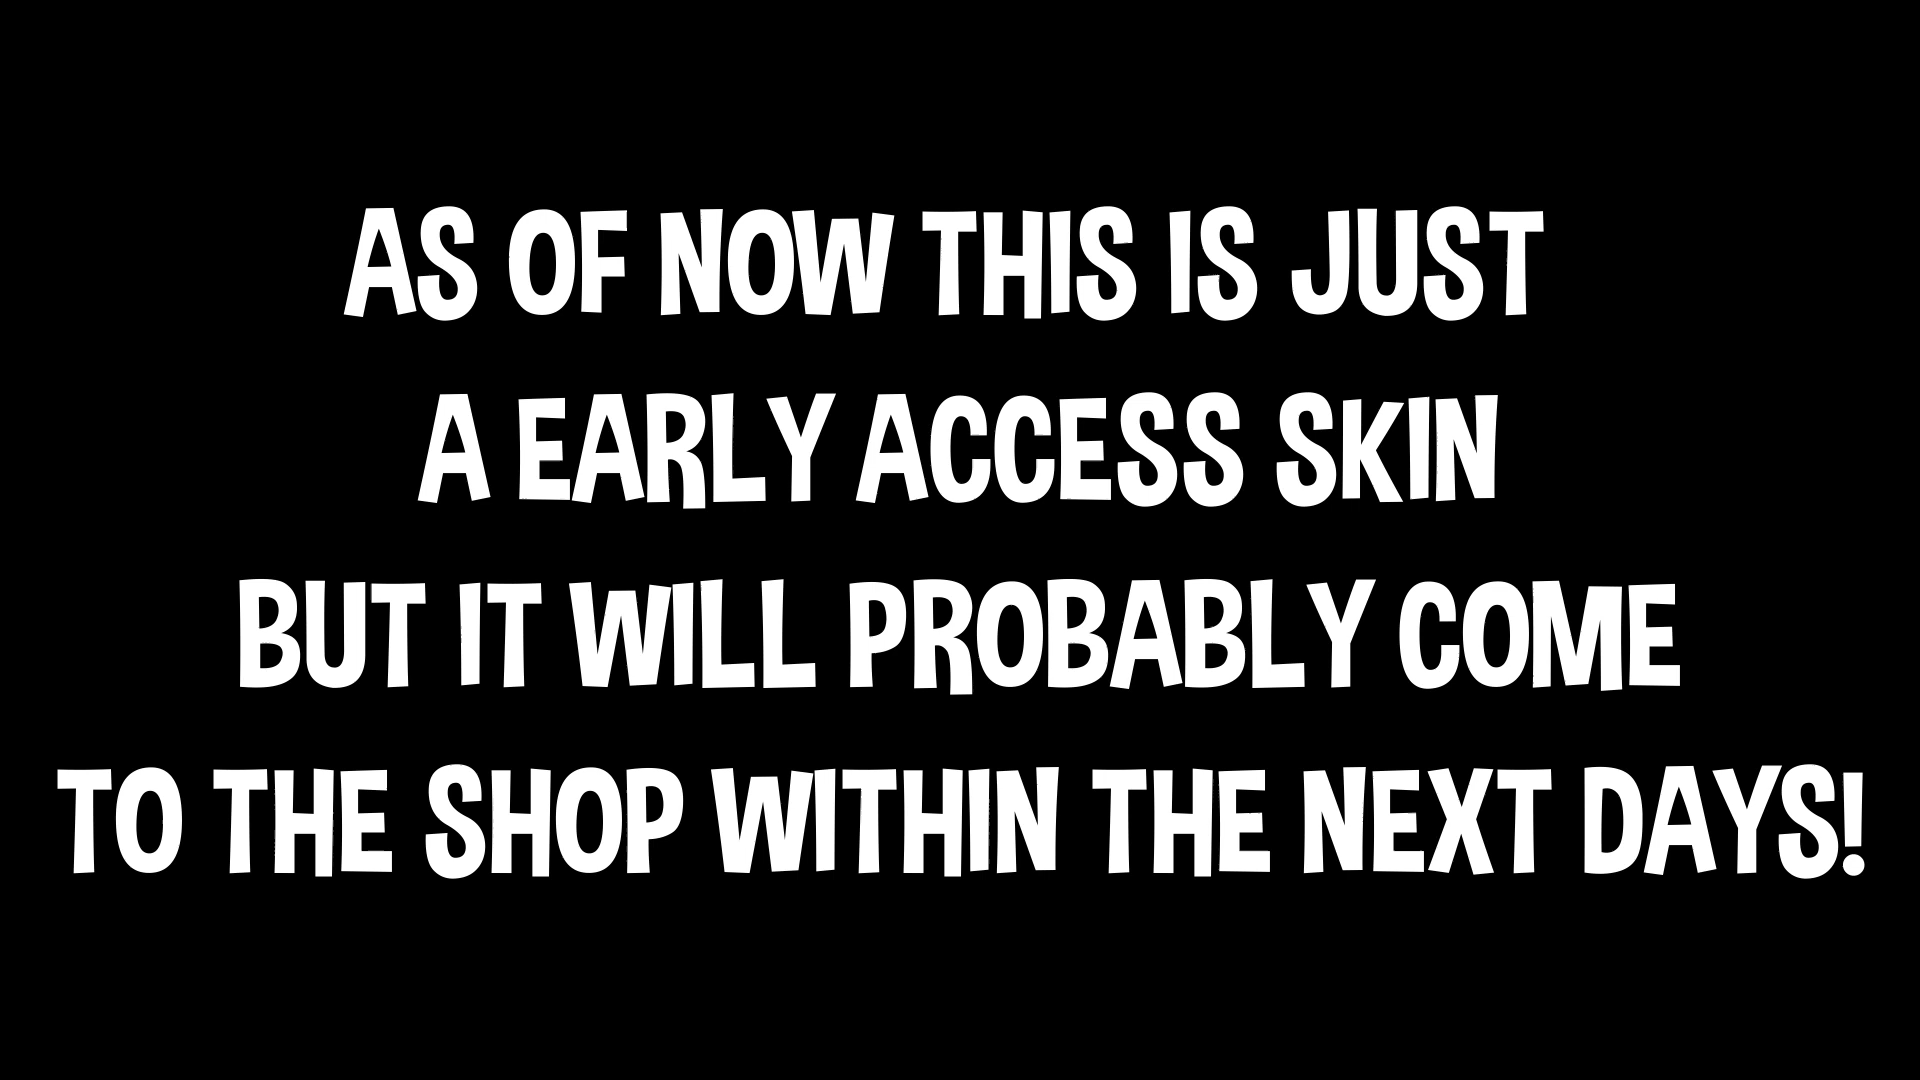 AS OF NOW THIS IS JUST
A EARLY ACCESS SKIN
BUT IT WILL PROBABLY COME
TO THE SHOP WITHIN THE NEXT DAYS!